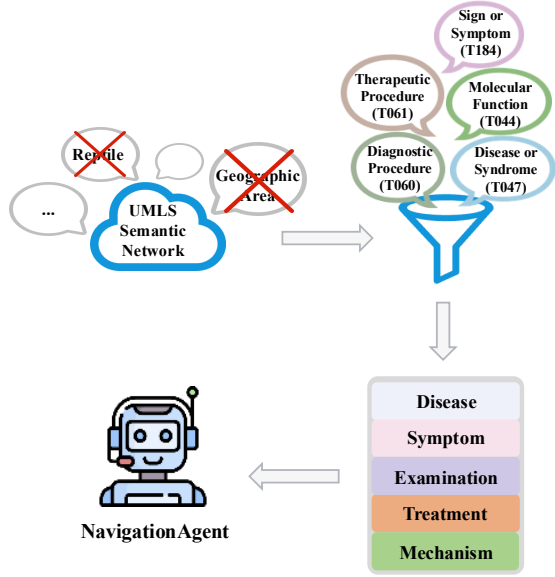 Sign or
Symptom
(T184)
Therapeutic
Procedure
(T061)
Molecular
Function
(T044)
Reptile
Geographic
Area
Diagnostic
Procedure
(T060)
Disease or
Syndrome
(T047)
...
UMLS
Semantic
Network
Disease
Symptom
Examination
Treatment
Mechanism
NavigationAgent